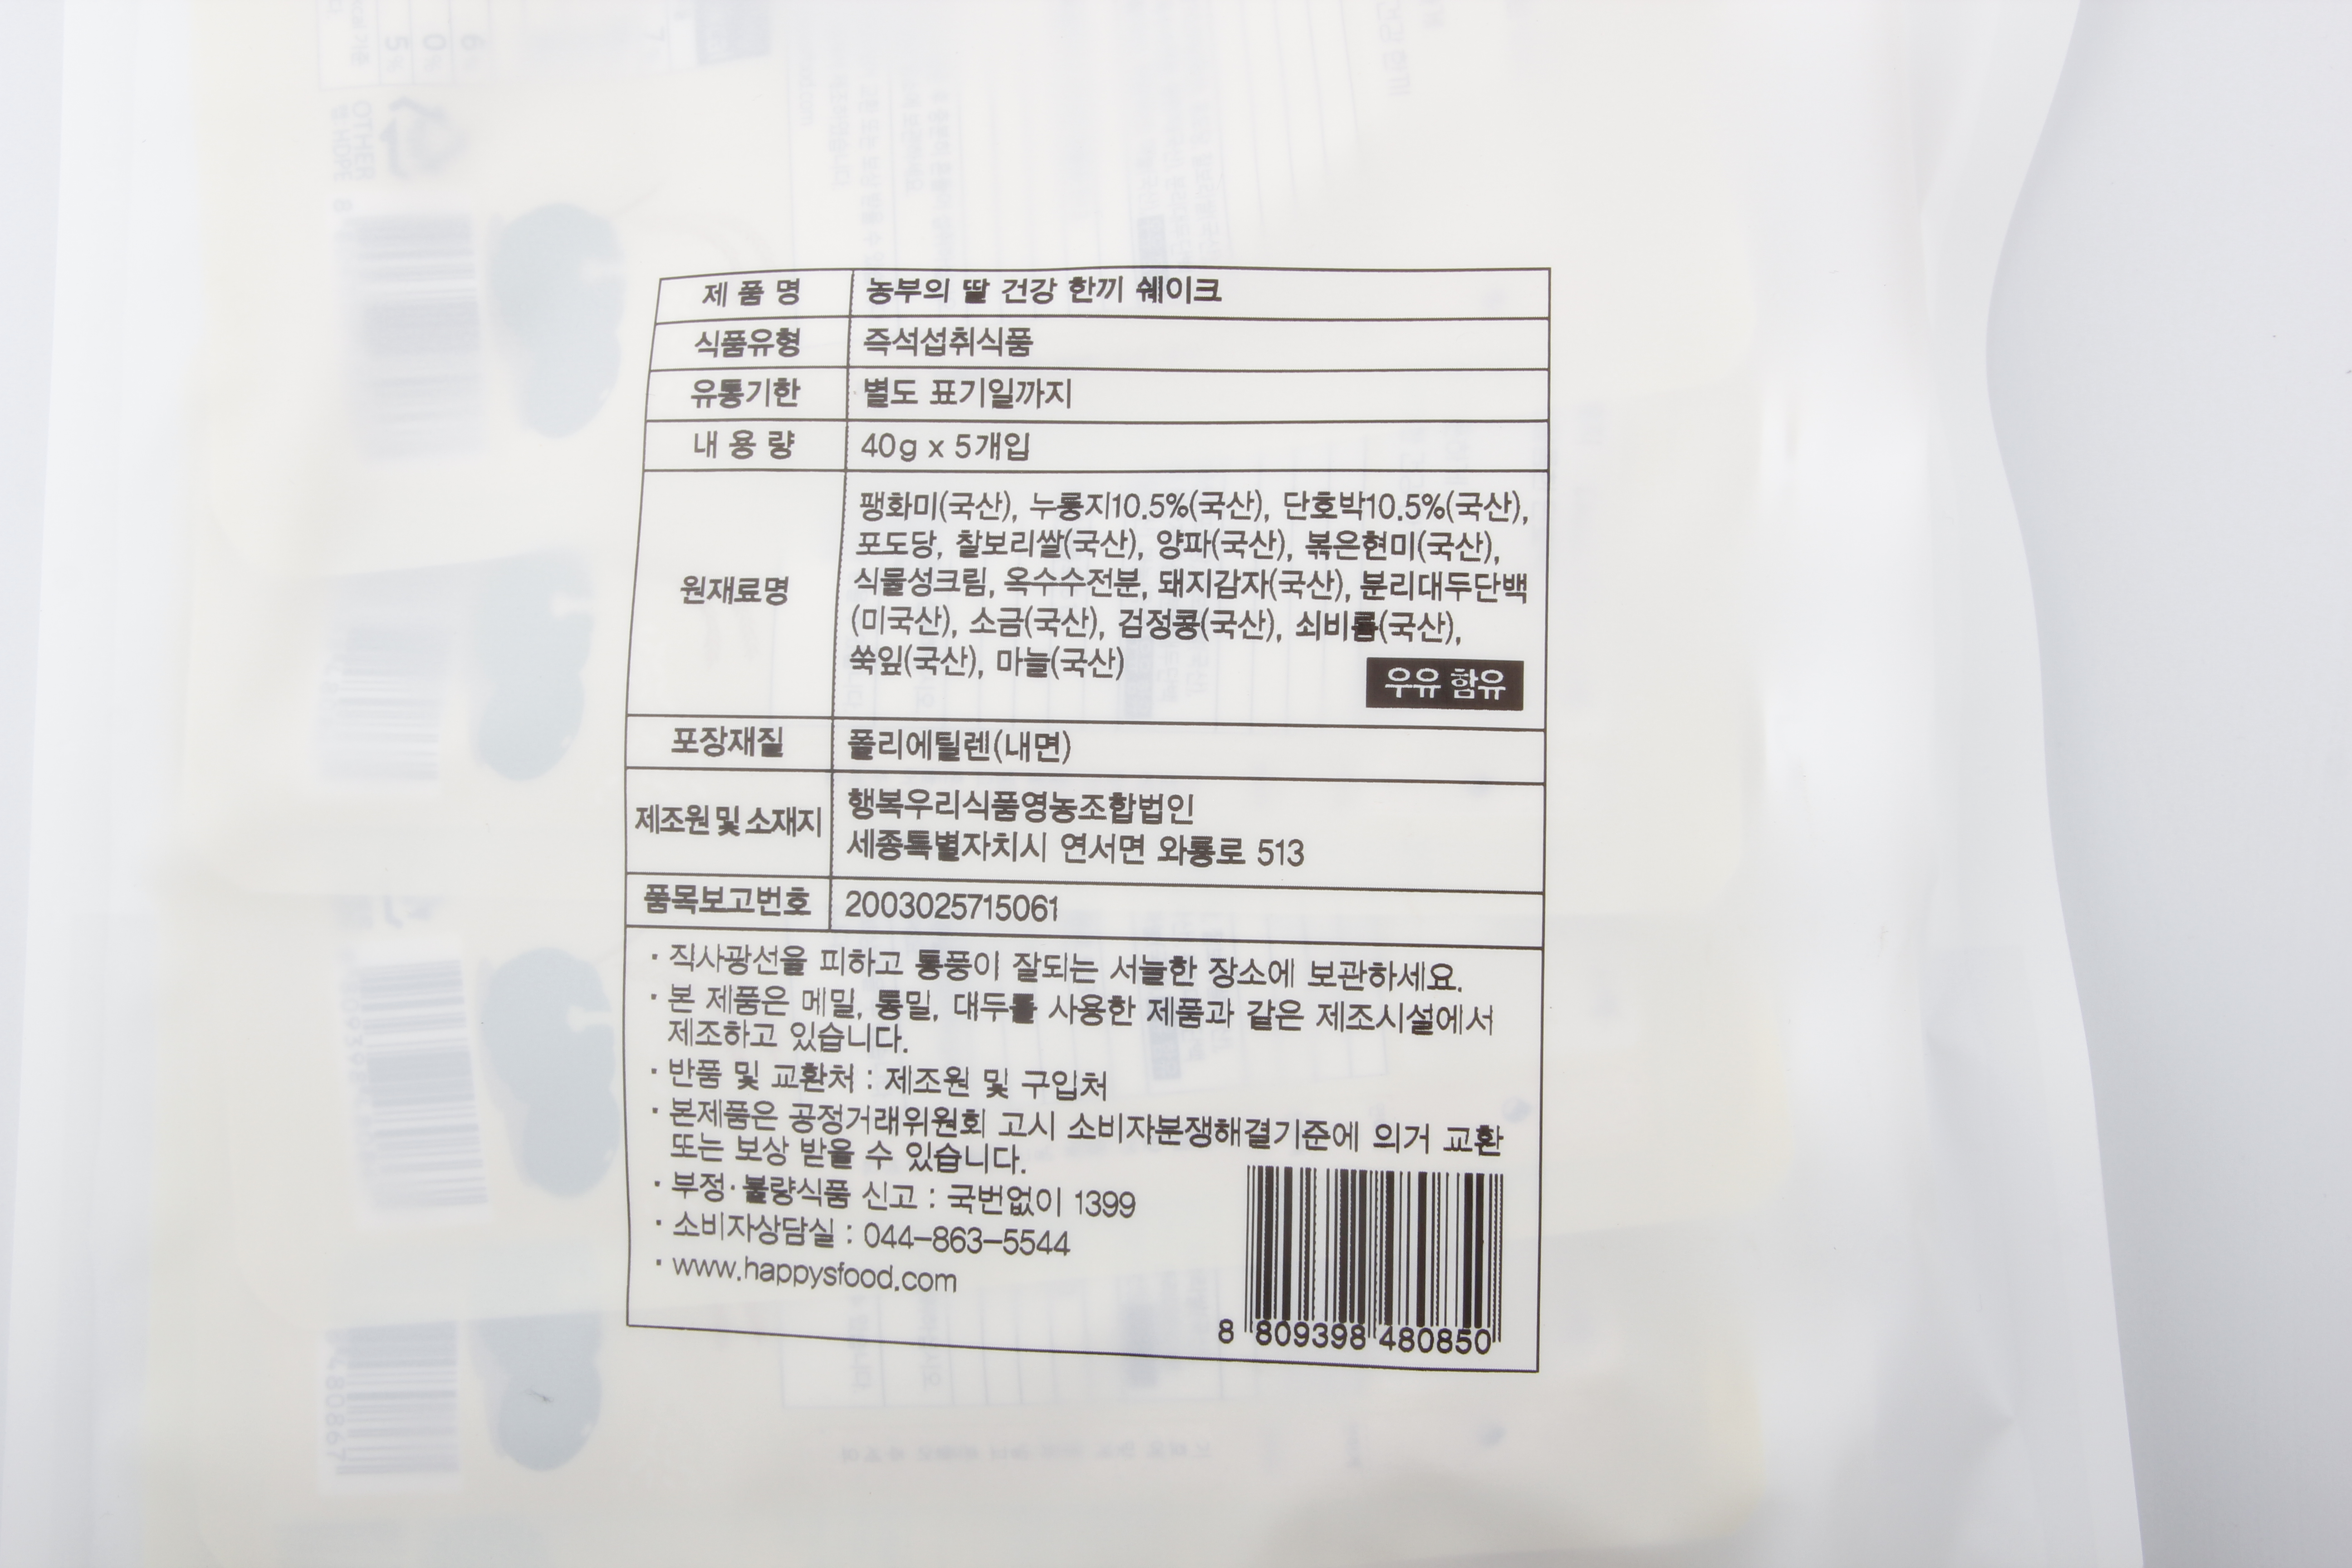 제 품 명 농부의 딸 건강 한끼 쉐이크
식품유형 즉석섭취식품
유통기한 별도 표기일까지
내 용 량 40g x 5개입
원재료명 팽화미(국산), 누룽지10.5%(국산), 단호박10.5%(국산),
포도당, 찰보리쌀(국산), 양파(국산), 볶은현미(국산),
식물성크림, 옥수수전분, 돼지감자(국산), 분리대두단백
(미국산), 소금(국산), 검정콩(국산), 쇠비름(국산),
쑥잎(국산), 마늘(국산)
우유 함유
포장재질 폴리에틸렌(내면)
제조원 및 소재지 행복우리식품영농조합법인
세종특별자치시 연서면 와룡로 513
품목보고번호 2003025715061
· 직사광선을 피하고 통풍이 잘되는 서늘한 장소에 보관하세요.
· 본 제품은 메밀, 통밀, 대두를 사용한 제품과 같은 제조시설에서
제조하고 있습니다.
· 반품 및 교환처 : 제조원 및 구입처
· 본제품은 공정거래위원회 고시 소비자분쟁해결기준에 의거 교환
또는 보상 받을 수 있습니다.
· 부정·불량식품 신고 : 국번없이 1399
· 소비자상담실 : 044-863-5544
· www.happysfood.com
8 809398 480850